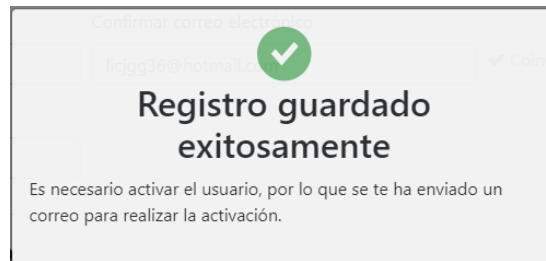 Confirmar correo electrónico
licjgg36@hotmail.com
Coin
Registro guardado
exitosamente
Es necesario activar el usuario, por lo que se te ha enviado un
correo para realizar la activación.